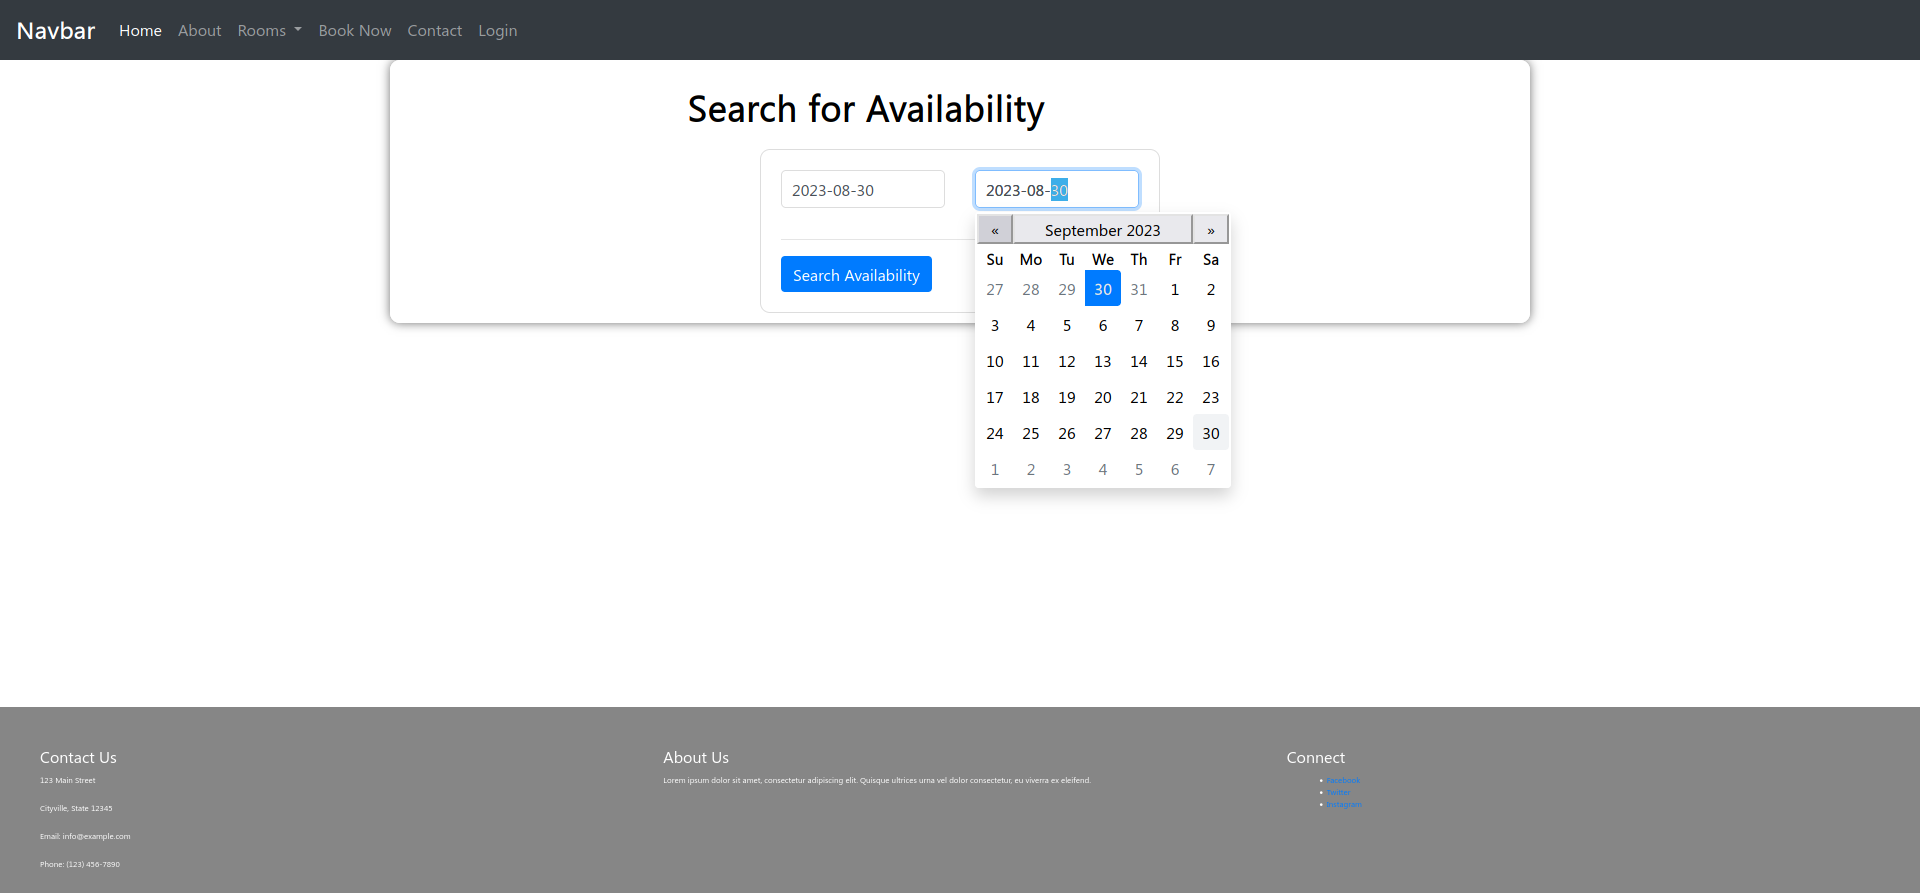 Navbar Home About Rooms Book Now Contact Login
Search for Availability
2023-08-30 2023-08-30
« September 2023 »
Su Mo Tu We Th Fr Sa
27 28 29 30 31 1 2
3 4 5 6 7 8 9
10 11 12 13 14 15 16
17 18 19 20 21 22 23
24 25 26 27 28 29 30
1 2 3 4 5 6 7
Search Availability
Contact Us
123 Main Street
Cityville, State 12345
Email: info@example.com
Phone: (123) 456-7890
About Us
Lorem ipsum dolor sit amet, consectetur adipiscing elit. Quisque ultrices urna vel dolor consectetur, eu viverra ex eleifend.
Connect
• Facebook
• Twitter
• Instagram